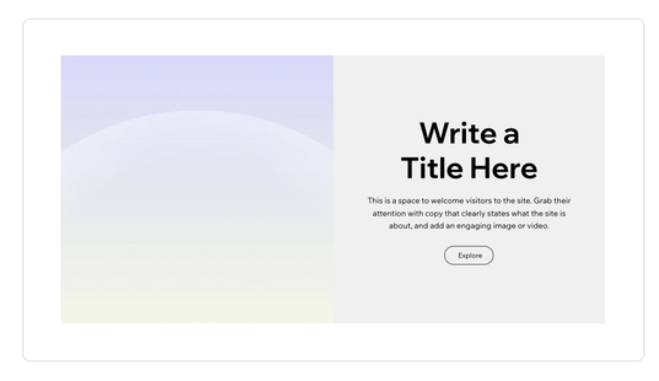 Write a
Title Here
This is a space to welcome visitors to the site. Grab their
attention with copy that clearly states what the site is
about, and add an engaging image or video.
Explore